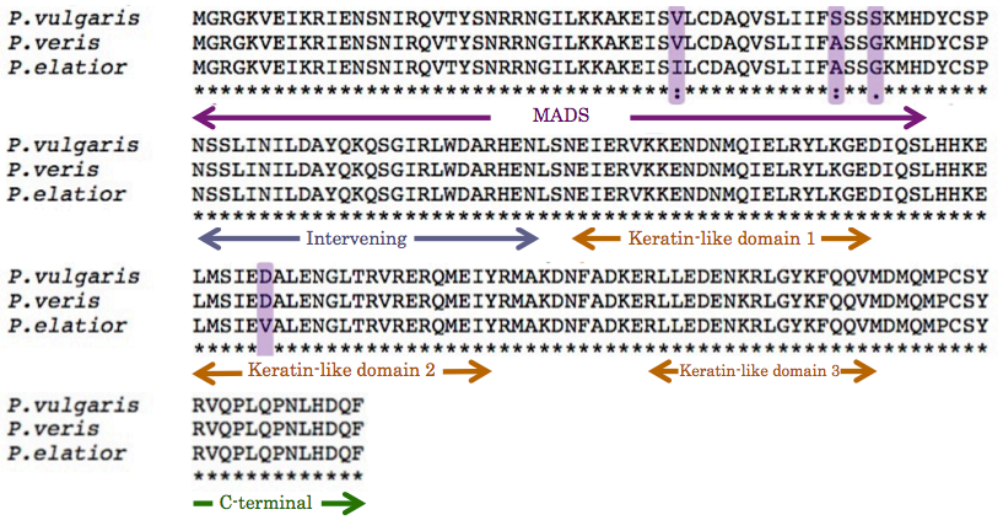 P.vulgaris MGRGKVEIKRIENSNIRQVTYSNRRNGILKKAKEISVLCDAQVSLIIFSSSSKMHDYCSP
P.veris MGRGKVEIKRIENSNIRQVTYSNRRNGILKKAKEISVLCDAQVSLIIFASSGKMHDYCSP
P.elatior MGRGKVEIKRIENSNIRQVTYSNRRNGILKKAKEISILCDAQVSLIIFASSGKMHDYCSP
************************************:***********:**.********
MADS
P.vulgaris NSSLINILDAYQKQSGIRLWDARHENLSNEIERVKKENDNMQIELRYLKGEDIQSLHHKE
P.veris NSSLINILDAYQKQSGIRLWDARHENLSNEIERVKKENDNMQIELRYLKGEDIQSLHHKE
P.elatior NSSLINILDAYQKQSGIRLWDARHENLSNEIERVKKENDNMQIELRYLKGEDIQSLHHKE
************************************************************
Intervening Keratin-like domain 1
P.vulgaris LMSIEDALENGLTRVRERQMEIYRMAKDNFADKERLLEDENKRLGYKFQQVMDMQMPCSY
P.veris LMSIEDALENGLTRVRERQMEIYRMAKDNFADKERLLEDENKRLGYKFQQVMDMQMPCSY
P.elatior LMSIEVALENGLTRVRERQMEIYRMAKDNFADKERLLEDENKRLGYKFQQVMDMQMPCSY
***** ******************************************************
Keratin-like domain 2 Keratin-like domain 3
P.vulgaris RVQPLQPNLHDQF
P.veris RVQPLQPNLHDQF
P.elatior RVQPLQPNLHDQF
*************
C-terminal